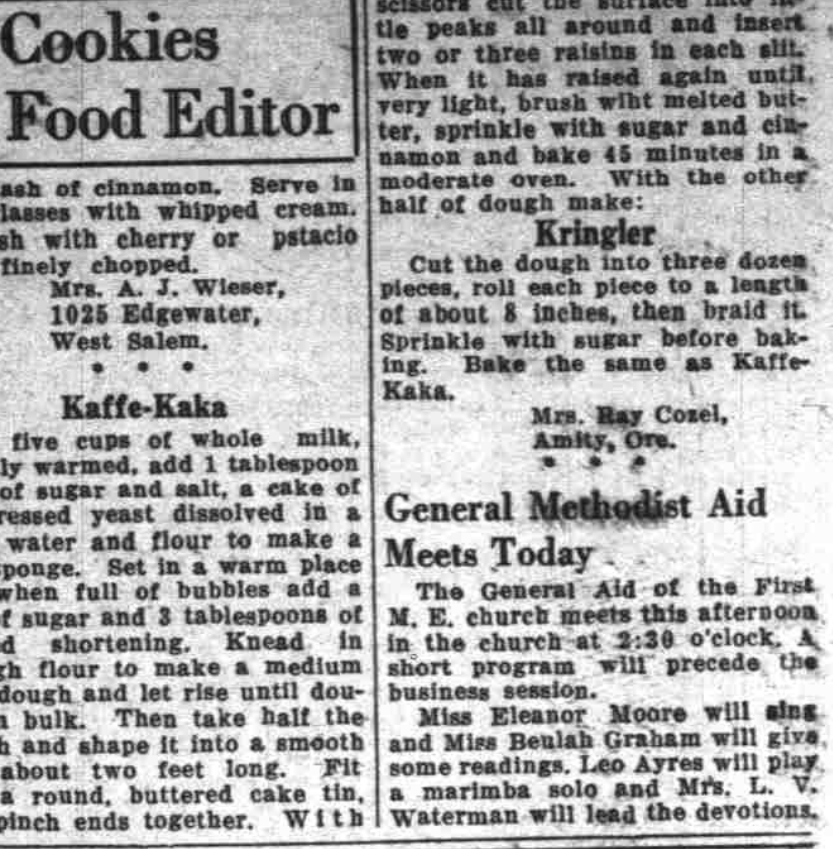 Cookies
Food Editor
ash of cinnamon. Serve in
lasses with whipped cream.
sh with cherry or pstacio
finely chopped.
Mrs. A. J. Wieser,
1025 Edgewater,
West Salem.
* * *
Kaffe-Kaka
five cups of whole milk,
ly warmed, add 1 tablespoon
of sugar and salt, a cake of
ressed yeast dissolved in a
water and flour to make a
sponge. Set in a warm place
when full of bubbles add a
f sugar and 3 tablespoons of
d shortening. Knead in
gh flour to make a medium
dough and let rise until dou-
n bulk. Then take half the
h and shape it into a smooth
about two feet long. Fit
a round, buttered cake tin,
pinch ends together. With
scissors cut the surface into lit-
tle peaks all around and insert
two or three raisins in each slit.
When it has raised again until
very light, brush wiht melted but-
ter, sprinkle with sugar and cin-
namon and bake 45 minutes in a
moderate oven. With the other
half of dough make:
Kringler
Cut the dough into three dozen
pieces, roll each piece to a length
of about 8 inches, then braid it.
Sprinkle with sugar before bak-
ing. Bake the same as Kaffe-
Kaka.
Mrs. Ray Cozel,
Amity, Ore.
* * *
General Methodist Aid
Meets Today
The General Aid of the First
M. E. church meets this afternoon
in the church at 2:30 o'clock. A
short program will precede the
business session.
Miss Eleanor Moore will sing
and Miss Beulah Graham will give
some readings. Leo Ayres will play
a marimba solo and Mrs. L. V.
Waterman will lead the devotions.